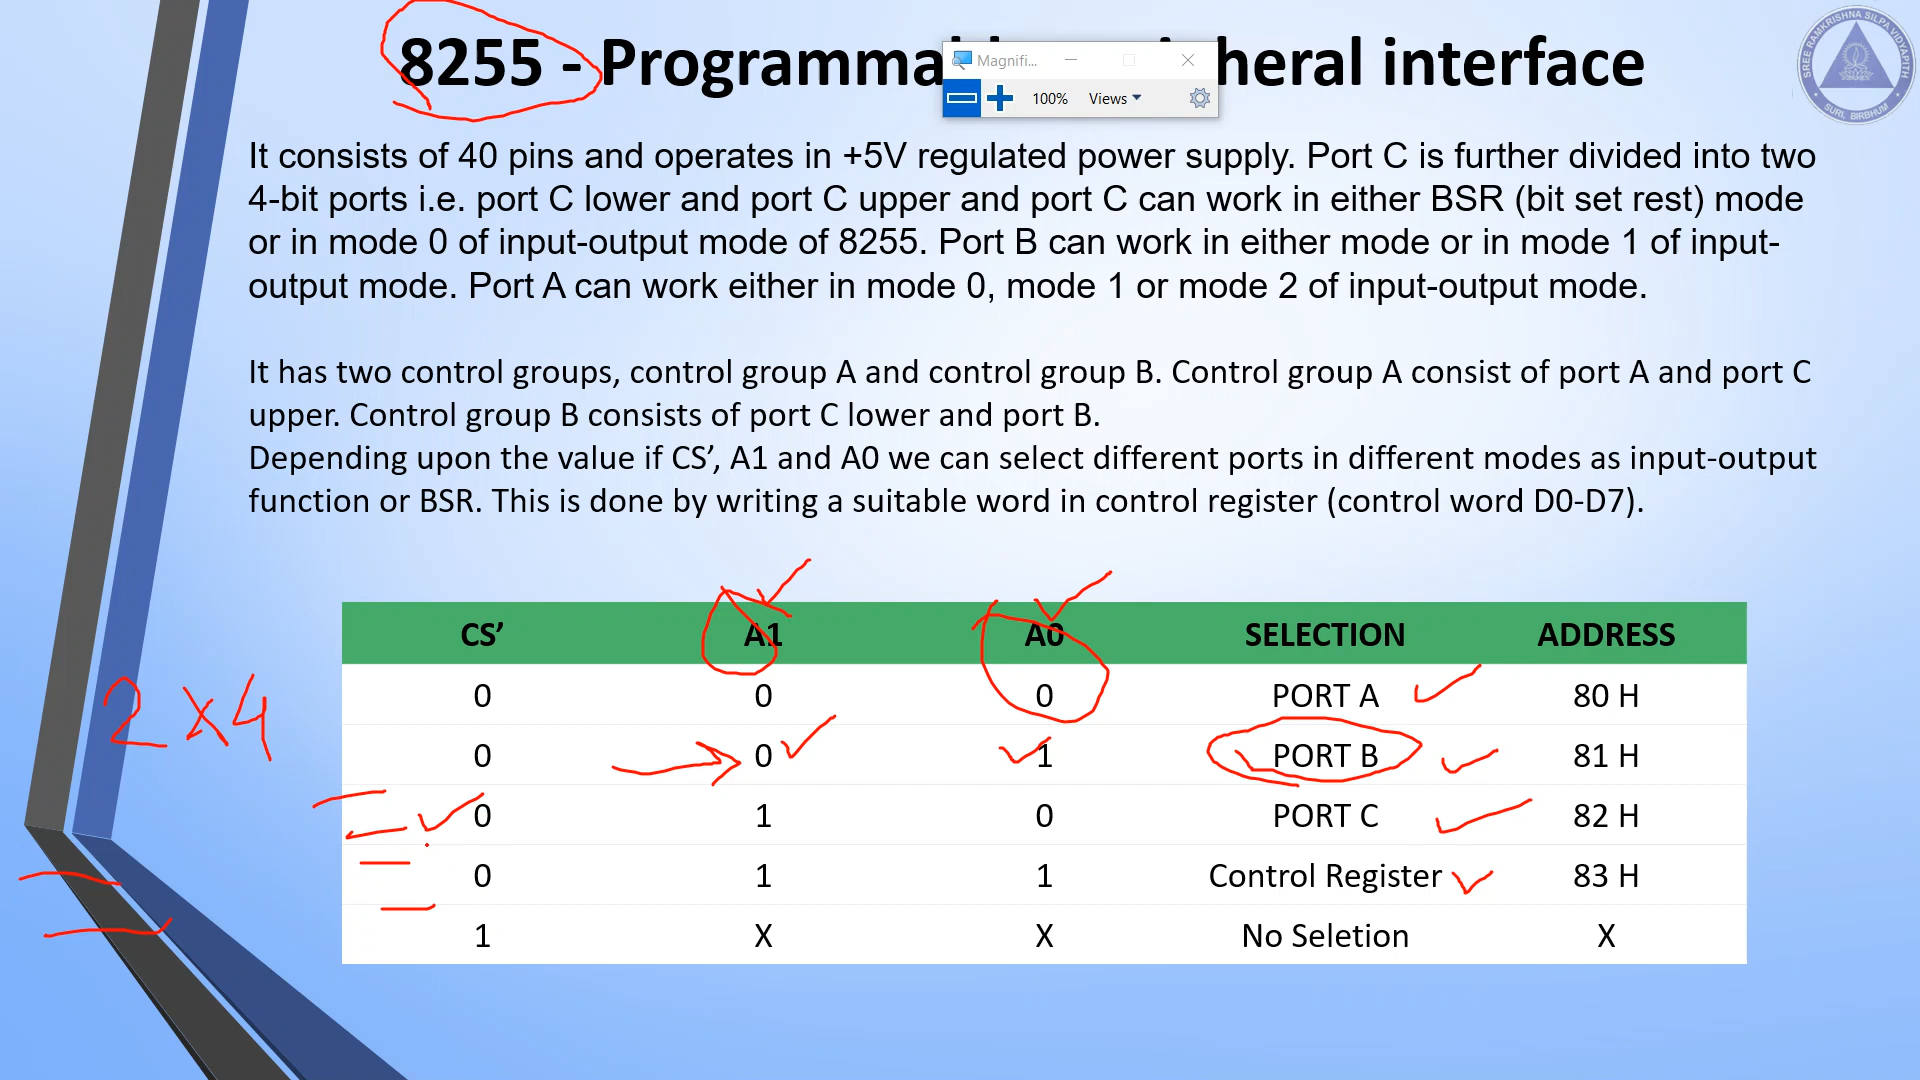 8255 - Programma heral interface
Magnifi...
100% Views
SREE RAMKRISHNA SILPA VIDYAPITH
SURI, BIRBHUM
It consists of 40 pins and operates in +5V regulated power supply. Port C is further divided into two
4-bit ports i.e. port C lower and port C upper and port C can work in either BSR (bit set rest) mode
or in mode 0 of input-output mode of 8255. Port B can work in either mode or in mode 1 of input-
output mode. Port A can work either in mode 0, mode 1 or mode 2 of input-output mode.
It has two control groups, control group A and control group B. Control group A consist of port A and port C
upper. Control group B consists of port C lower and port B.
Depending upon the value if CS’, A1 and A0 we can select different ports in different modes as input-output
function or BSR. This is done by writing a suitable word in control register (control word D0-D7).
CS’ A1 A0 SELECTION ADDRESS
0 0 0 PORT A 80 H
2 x 4
0 0 1 PORT B 81 H
0 1 0 PORT C 82 H
0 1 1 Control Register 83 H
1 X X No Seletion X